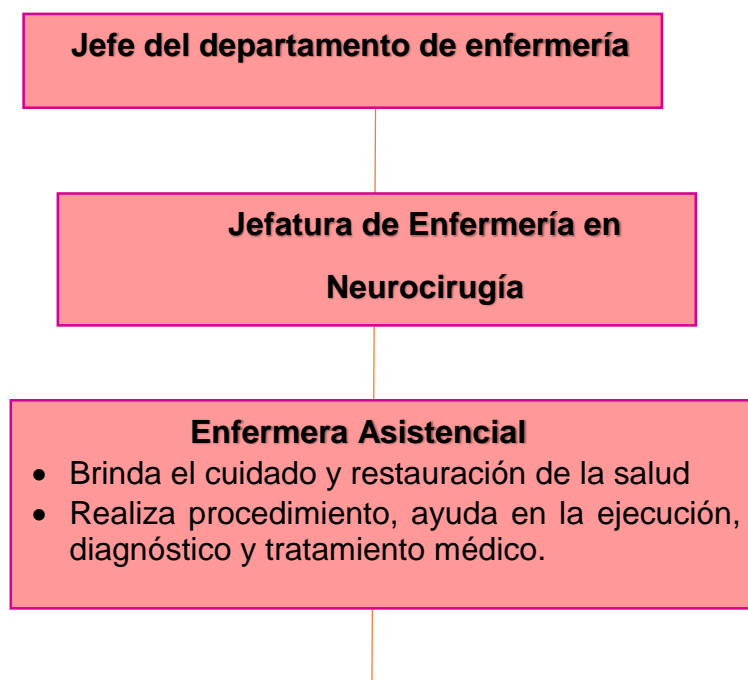 Jefe del departamento de enfermería
Jefatura de Enfermería en
Neurocirugía
Enfermera Asistencial
• Brinda el cuidado y restauración de la salud
• Realiza procedimiento, ayuda en la ejecución,
diagnóstico y tratamiento médico.